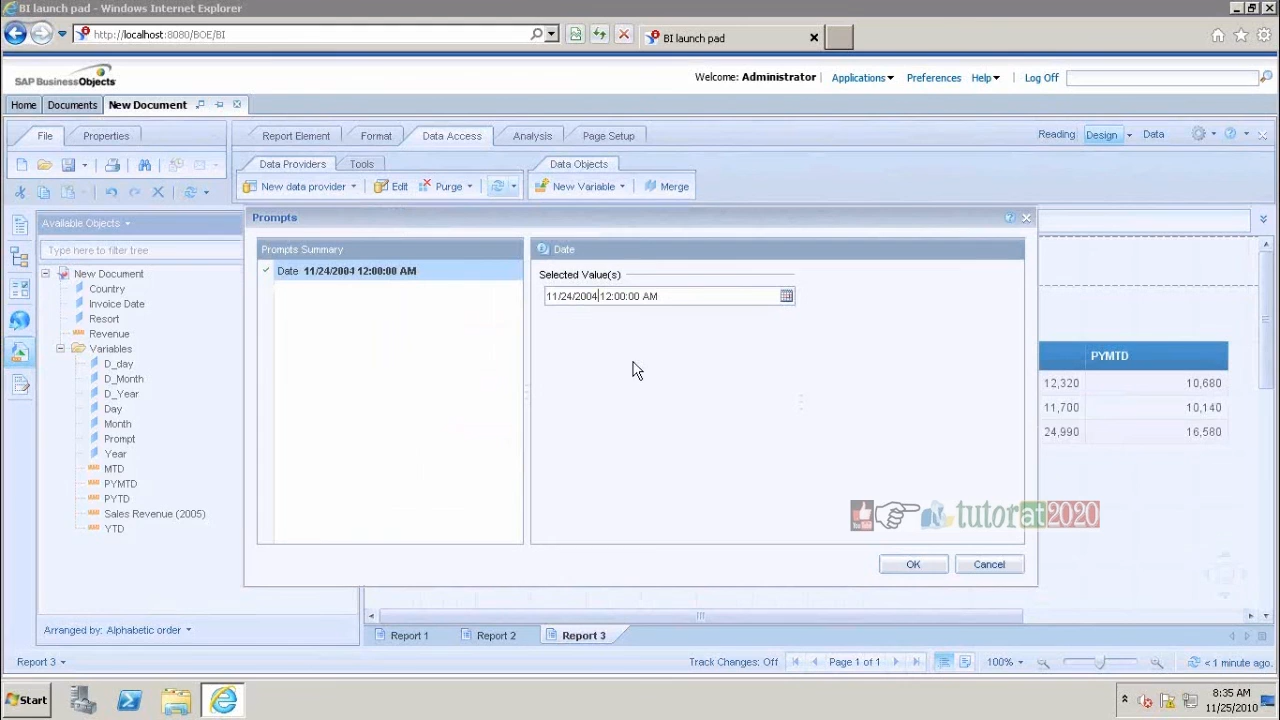 BI launch pad - Windows Internet Explorer
http://localhost:8080/BOE/BI
BI launch pad
SAP BusinessObjects
Welcome: Administrator
Applications
Preferences
Help
Log Off
Home
Documents
New Document
File
Properties
Report Element
Format
Data Access
Analysis
Page Setup
Reading
Design
Data
Data Providers
Tools
Data Objects
New data provider
Edit
Purge
New Variable
Merge
Available Objects
Type here to filter tree
New Document
Country
Invoice Date
Resort
Revenue
Variables
D_day
D_Month
D_Year
Day
Month
Prompt
Year
MTD
PYMTD
PYTD
Sales Revenue (2005)
YTD
Arranged by: Alphabetic order
Prompts
Prompts Summary
Date 11/24/2004 12:00:00 AM
Date
Selected Value(s)
11/24/2004 12:00:00 AM
OK
Cancel
PYMTD
12,320 10,680
11,700 10,140
24,990 16,580
You Tube
tutorat2020
Report 1
Report 2
Report 3
Report 3
Track Changes: Off
Page 1 of 1
100%
< 1 minute ago
Start
8:35 AM
11/25/2010